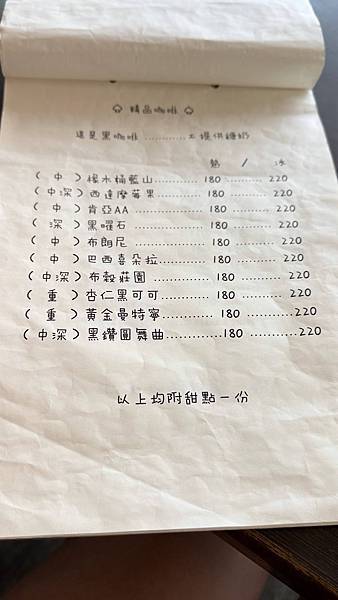 精品咖啡
這是黑咖啡 ............不提供糖奶
熱 / 冰
( 中 ) 橡木桶藍山........... 180 ........... 220
(中深) 西達摩莓果........... 180 ........... 220
( 中 ) 肯亞AA ........... 180 ........... 220
( 深 ) 黑曜石 ........... 180 ........... 220
( 中 ) 布朗尼 ........... 180 ........... 220
( 中 ) 巴西喜朵拉........... 180 ........... 220
(中深) 布穀莊園 ........... 180 ........... 220
( 重 ) 杏仁黑可可........... 180 ........... 220
( 重 ) 黃金曼特寧........... 180 ...........220
(中深) 黑鑽圓舞曲.............180 ...........220
以上均附甜點一份